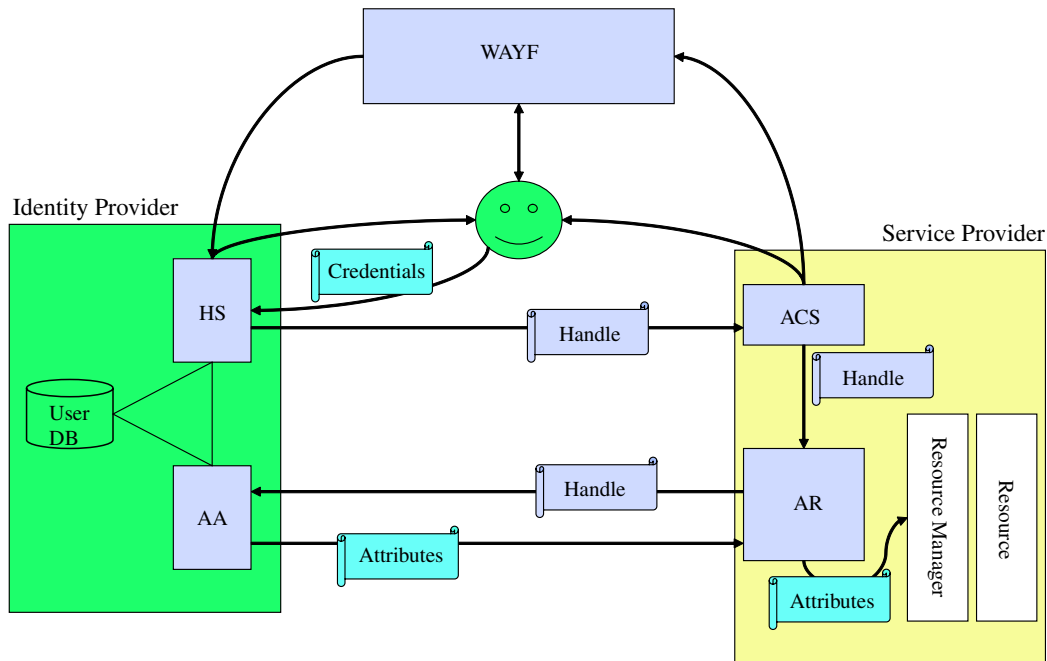 WAYF
Identity Provider
Service Provider
Credentials
HS
ACS
Handle
Handle
User
DB
Resource Manager
Resource
Handle
AA
AR
Attributes
Attributes